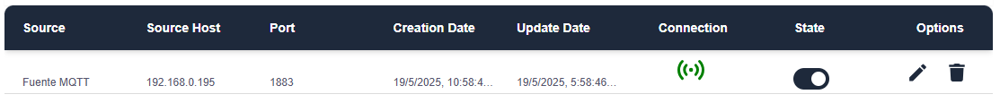 Source Source Host Port Creation Date Update Date Connection State Options
Fuente MQTT 192.168.0.195 1883 19/5/2025, 10:58:4... 19/5/2025, 5:58:46...